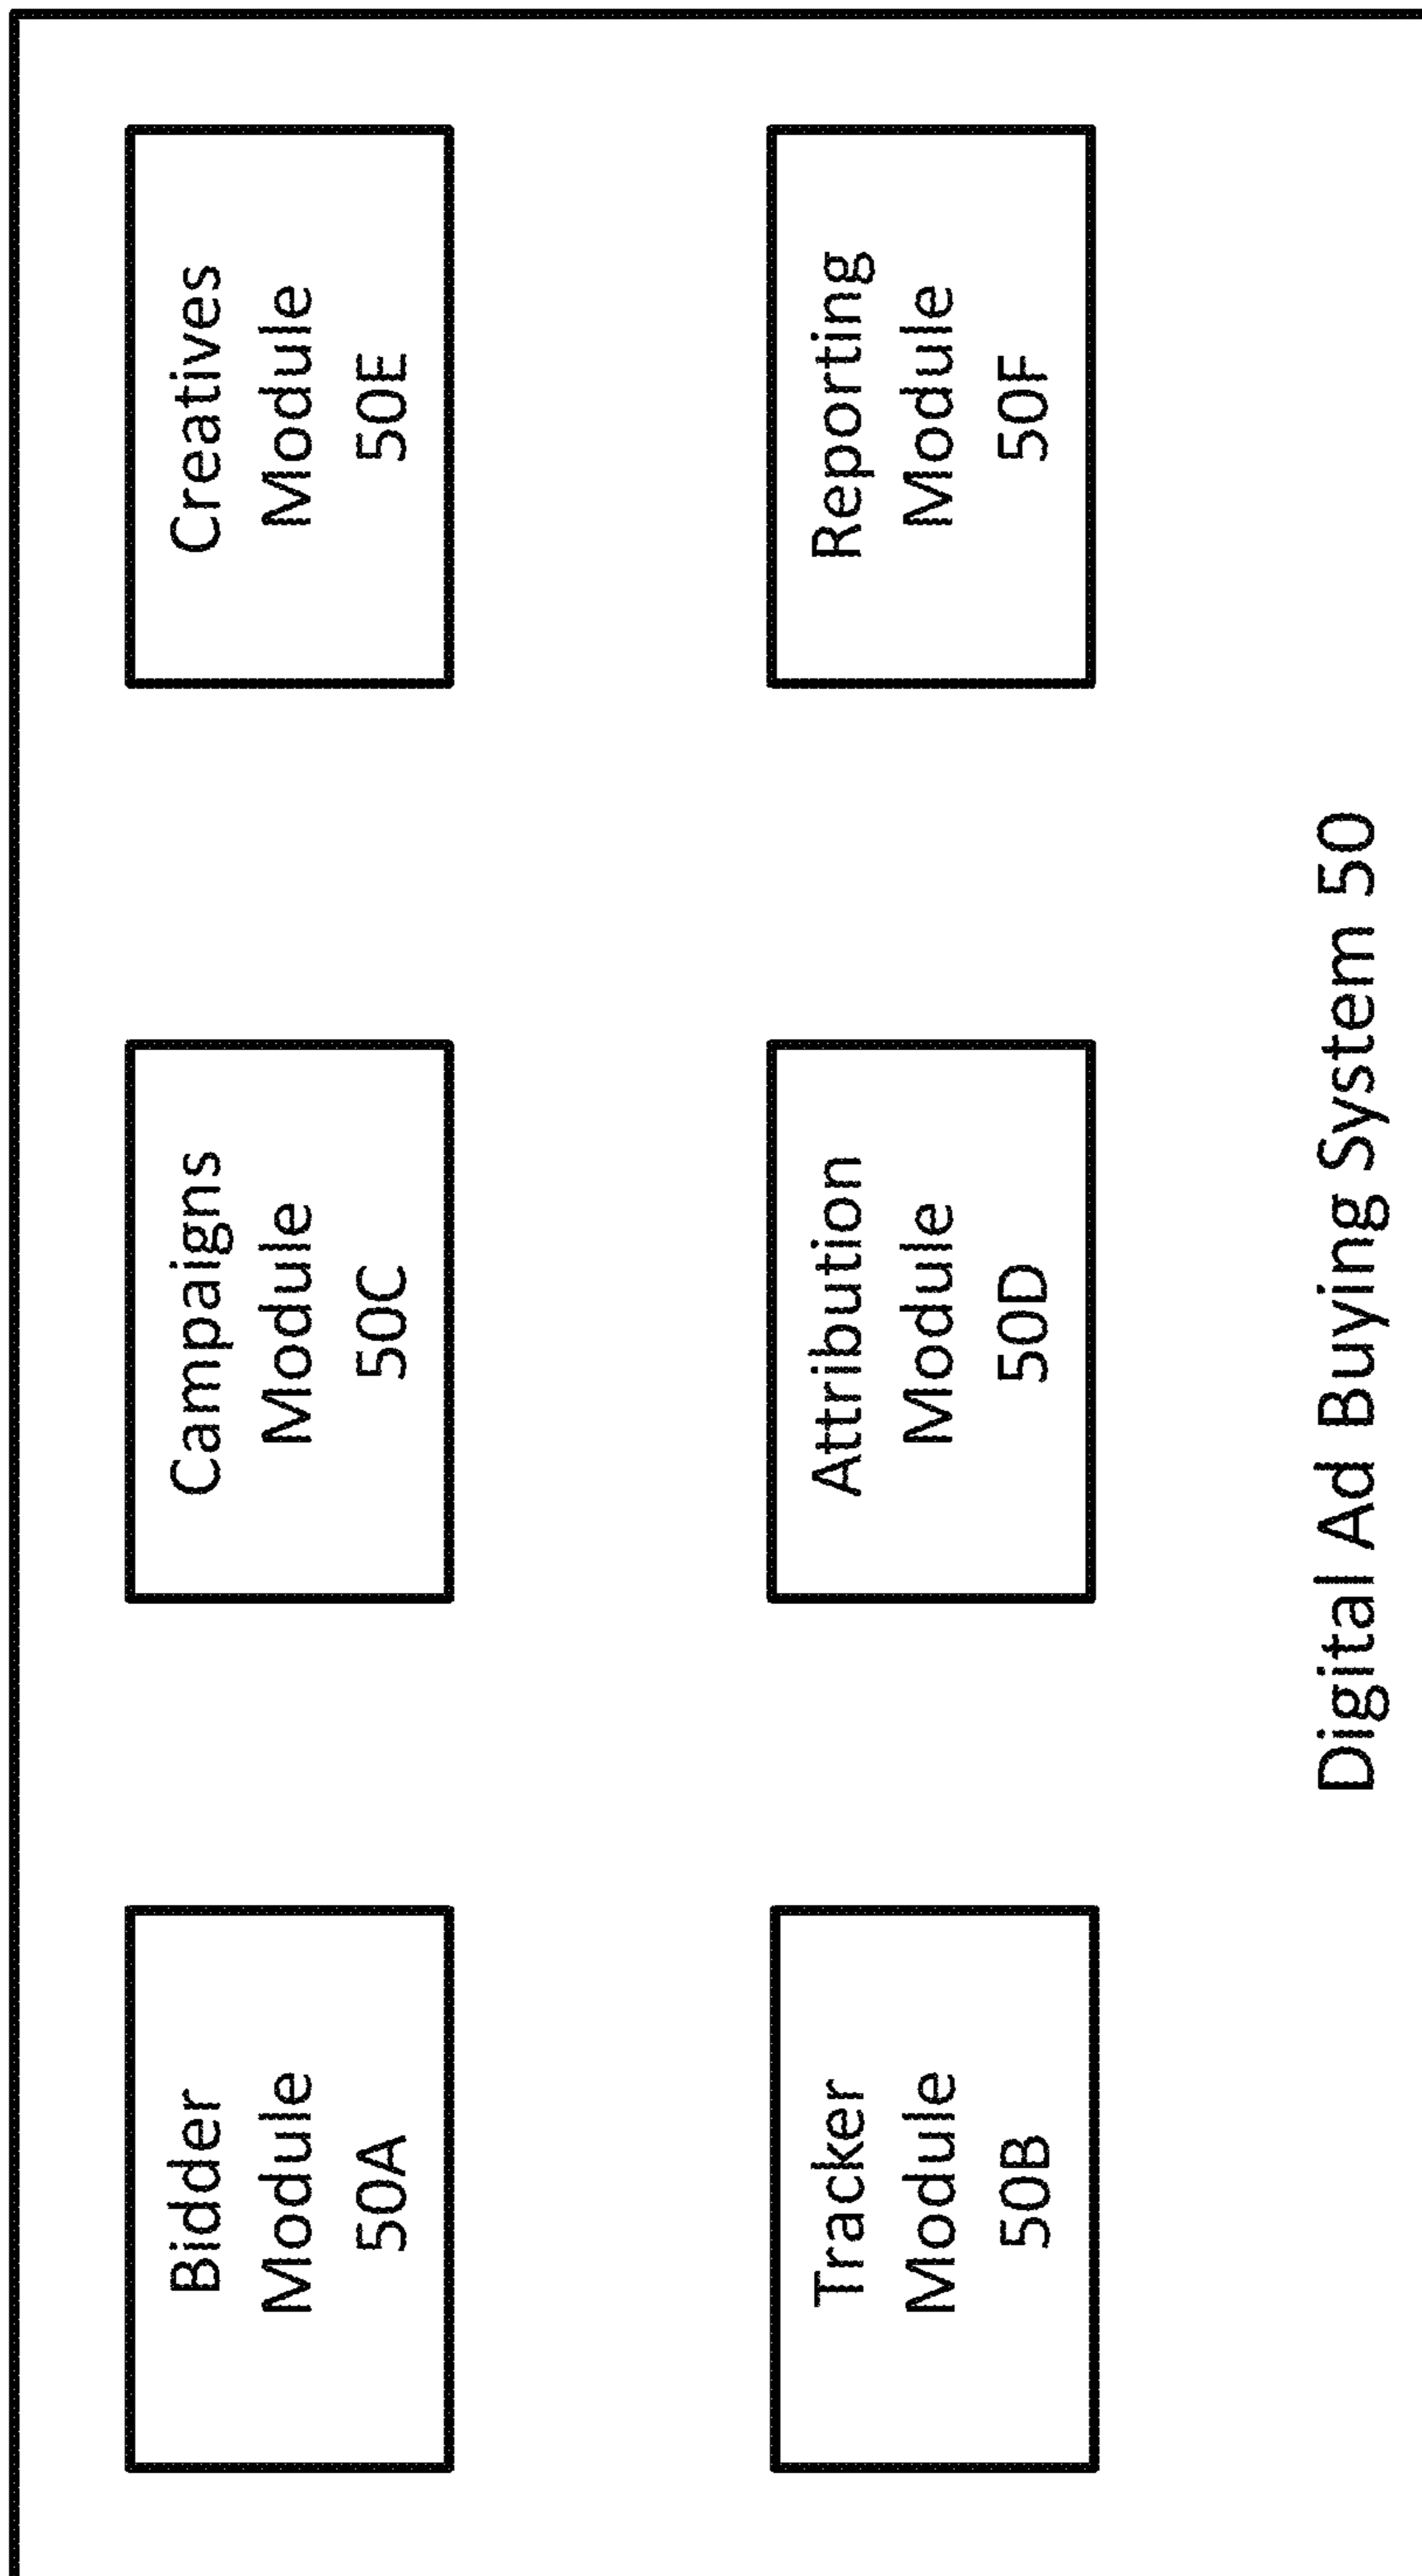 Bidder
Module
50A
Campaigns
Module
50C
Creatives
Module
50E
Tracker
Module
50B
Attribution
Module
50D
Reporting
Module
50F
Digital Ad Buying System 50